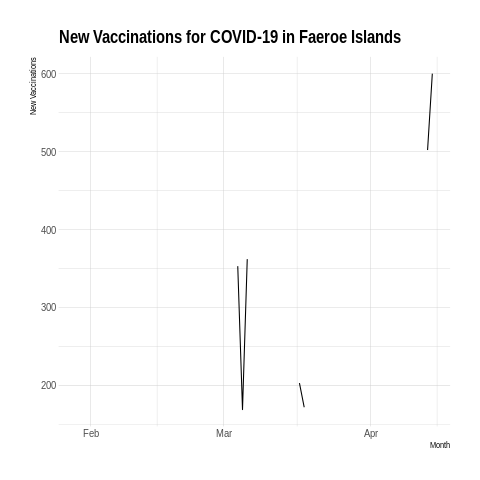 New Vaccinations for COVID-19 in Faeroe Islands
New Vaccinations
600
500
400
300
200
Feb Mar Apr
Month